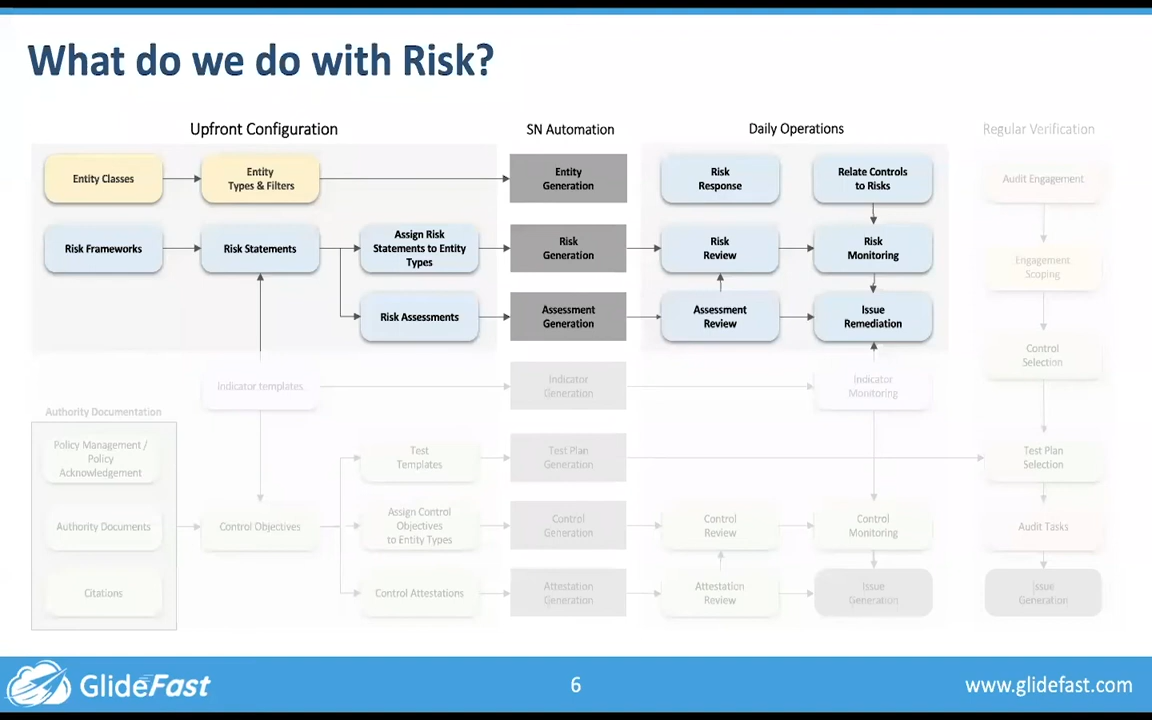 What do we do with Risk?
Upfront Configuration
SN Automation
Daily Operations
Regular Verification
Entity Classes
Entity
Types & Filters
Entity
Generation
Risk
Response
Relate Controls
to Risks
Audit Engagement
Risk Frameworks
Risk Statements
Assign Risk
Statements to Entity
Types
Risk
Generation
Risk
Review
Risk
Monitoring
Engagement
Scoping
Risk Assessments
Assessment
Generation
Assessment
Review
Issue
Remediation
Control
Selection
Indicator templates
Indicator
Generation
Indicator
Monitoring
Authority Documentation
Policy Management /
Policy
Acknowledgement
Test
Templates
Test Plan
Generation
Test Plan
Selection
Authority Documents
Control Objectives
Assign Control
Objectives
to Entity Types
Control
Generation
Control
Review
Control
Monitoring
Audit Tasks
Citations
Control Attestations
Attestation
Generation
Attestation
Review
Issue
Generation
Issue
Generation
GlideFast
6
www.glidefast.com